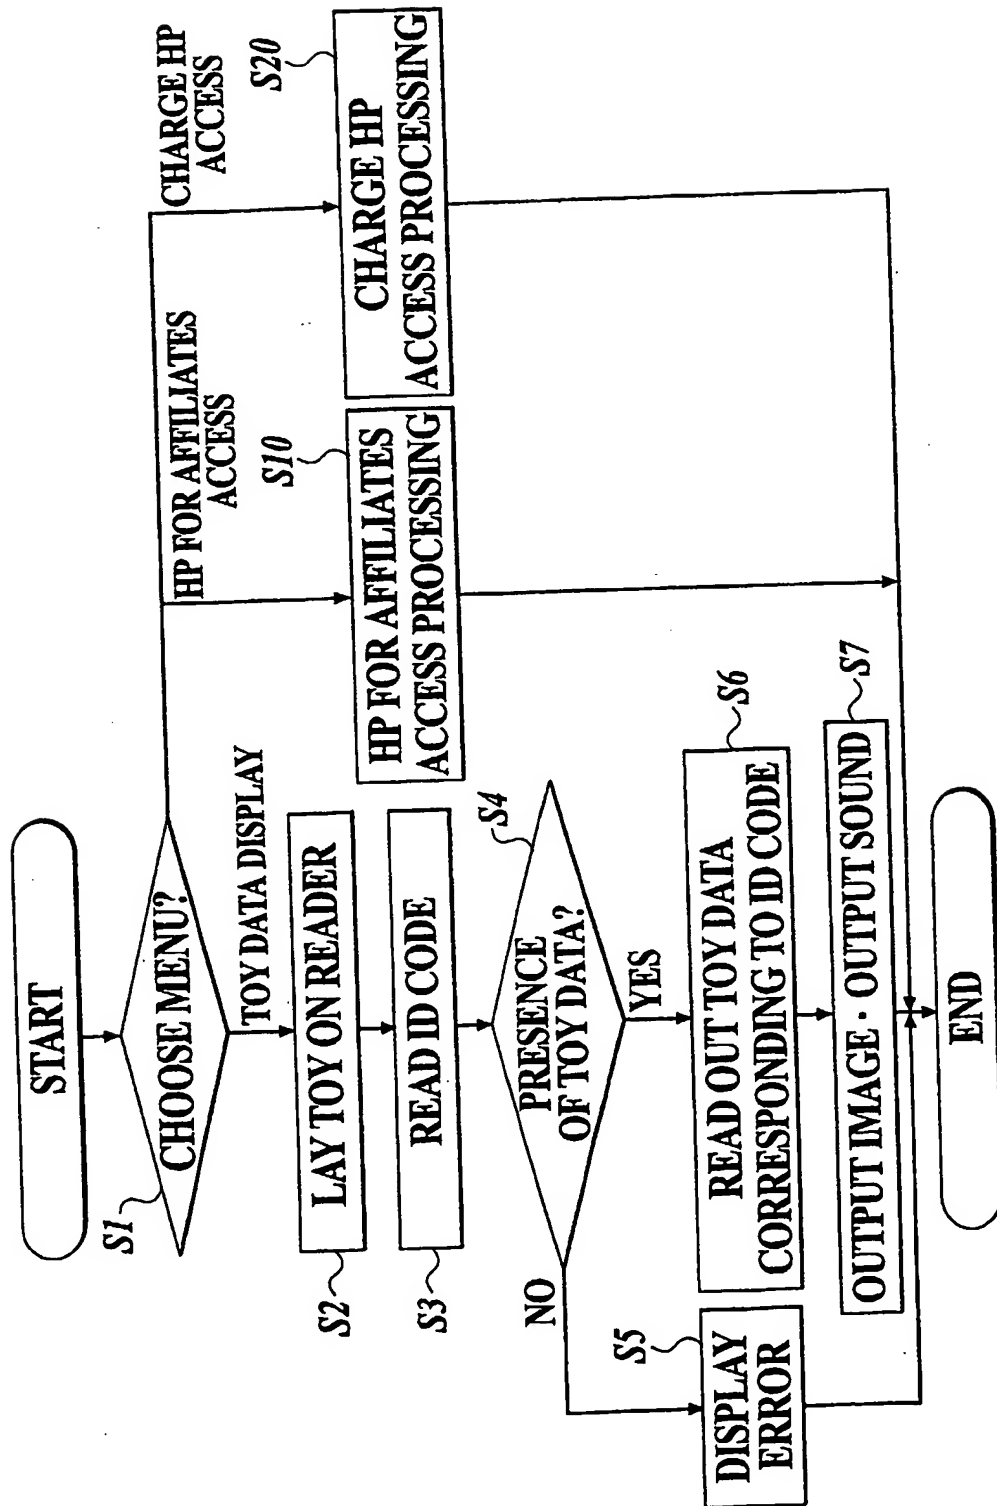 START
S1
CHOOSE MENU?
TOY DATA DISPLAY
HP FOR AFFILIATES
ACCESS
CHARGE HP
ACCESS
S2
LAY TOY ON READER
S10
HP FOR AFFILIATES
ACCESS PROCESSING
S20
CHARGE HP
ACCESS PROCESSING
S3
READ ID CODE
S4
PRESENCE
OF TOY DATA?
NO
YES
S5
DISPLAY
ERROR
S6
READ OUT TOY DATA
CORRESPONDING TO ID CODE
S7
OUTPUT IMAGE · OUTPUT SOUND
END